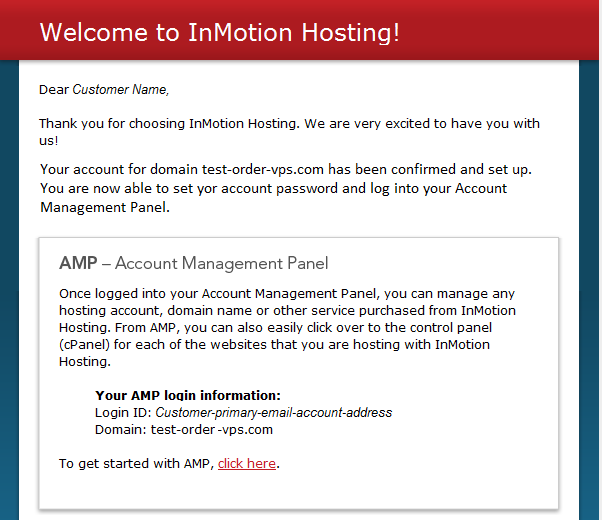 Welcome to InMotion Hosting!
Dear Customer Name,
Thank you for choosing InMotion Hosting. We are very excited to have you with
us!
Your account for domain test-order-vps.com has been confirmed and set up.
You are now able to set yor account password and log into your Account
Management Panel.
AMP – Account Management Panel
Once logged into your Account Management Panel, you can manage any
hosting account, domain name or other service purchased from InMotion
Hosting. From AMP, you can also easily click over to the control panel
(cPanel) for each of the websites that you are hosting with InMotion
Hosting.
Your AMP login information:
Login ID: Customer-primary-email-account-address
Domain: test-order-vps.com
To get started with AMP, click here.